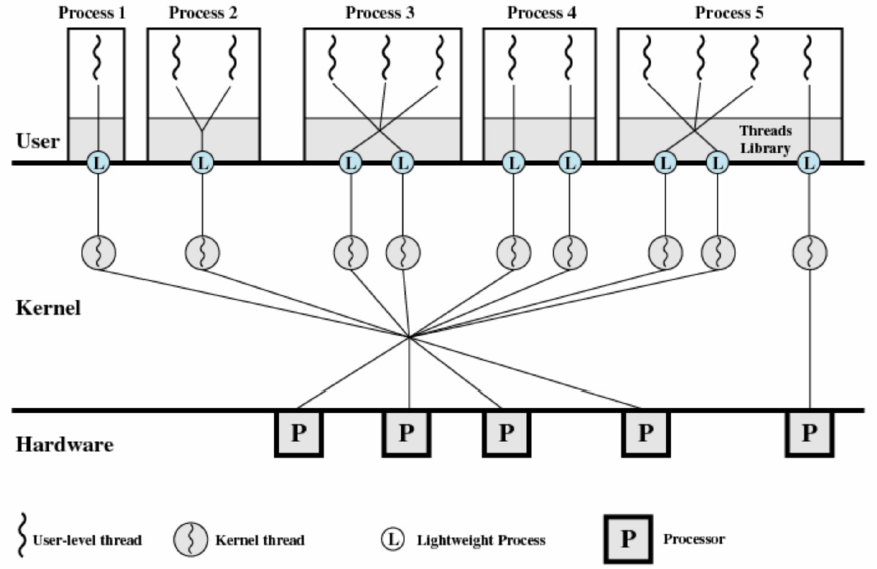 Process 1
Process 2
Process 3
Process 4
Process 5
User
Threads
Library
L
L
L
L
L
L
L
L
L
Kernel
Hardware
P
P
P
P
P
User-level thread
Kernel thread
L
Lightweight Process
P
Processor